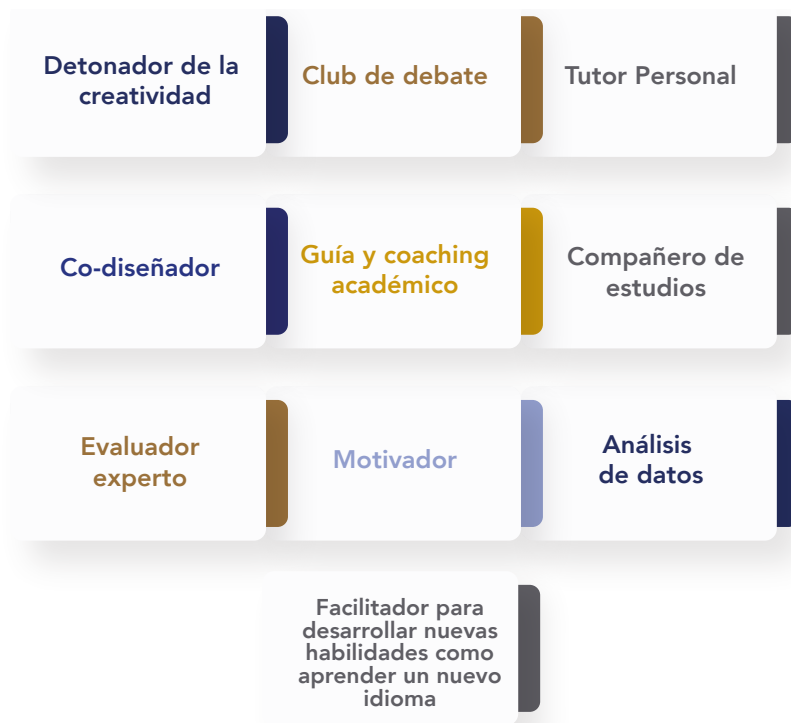 Detonador de la
creatividad
Club de debate
Tutor Personal
Co-diseñador
Guía y coaching
académico
Compañero de
estudios
Evaluador
experto
Motivador
Análisis
de datos
Facilitador para
desarrollar nuevas
habilidades como
aprender un nuevo
idioma